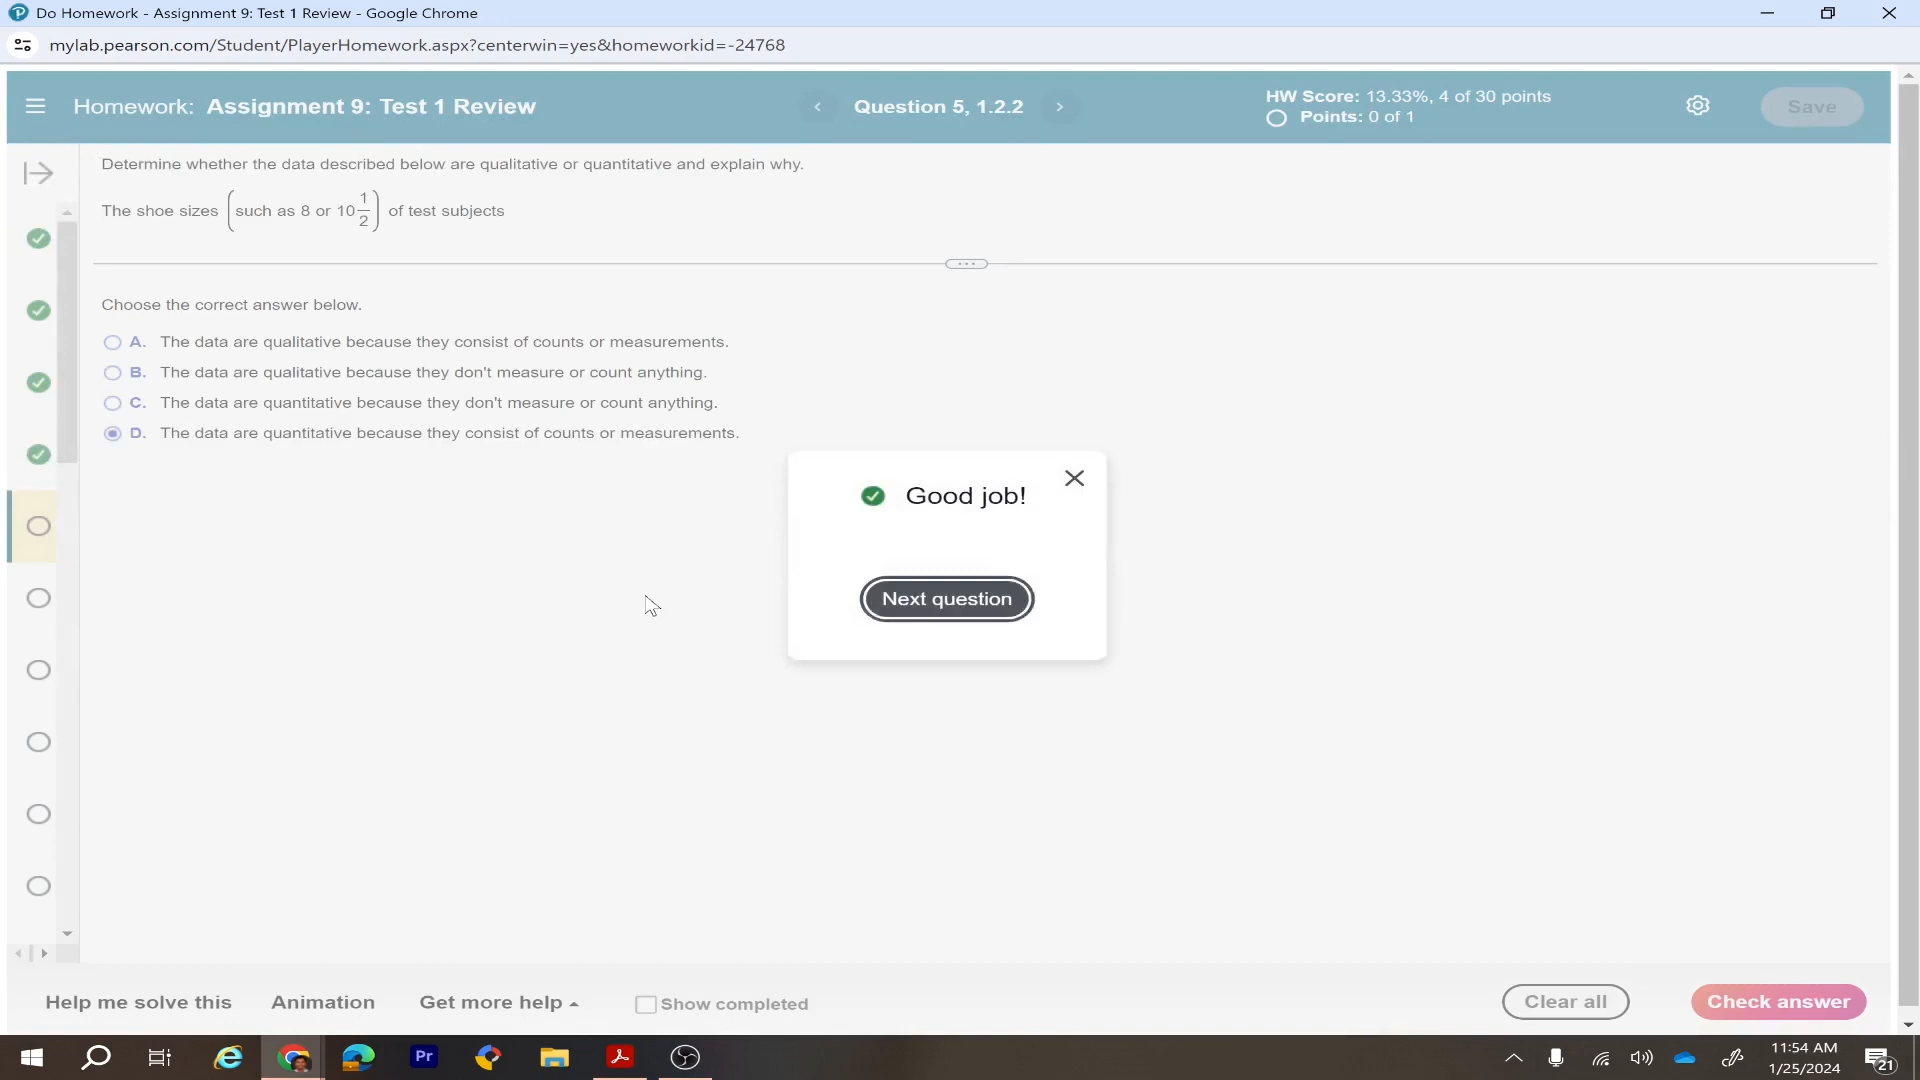 Do Homework - Assignment 9: Test 1 Review - Google Chrome
mylab.pearson.com/Student/PlayerHomework.aspx?centerwin=yes&homeworkid=-24768
Homework: Assignment 9: Test 1 Review
Question 5, 1.2.2
HW Score: 13.33%, 4 of 30 points
Points: 0 of 1
Save
Determine whether the data described below are qualitative or quantitative and explain why.
The shoe sizes (such as 8 or 10 1/2) of test subjects
Choose the correct answer below.
A. The data are qualitative because they consist of counts or measurements.
B. The data are qualitative because they don't measure or count anything.
C. The data are quantitative because they don't measure or count anything.
D. The data are quantitative because they consist of counts or measurements.
Good job!
Next question
Help me solve this
Animation
Get more help
Show completed
Clear all
Check answer
Pr
11:54 AM
1/25/2024
21